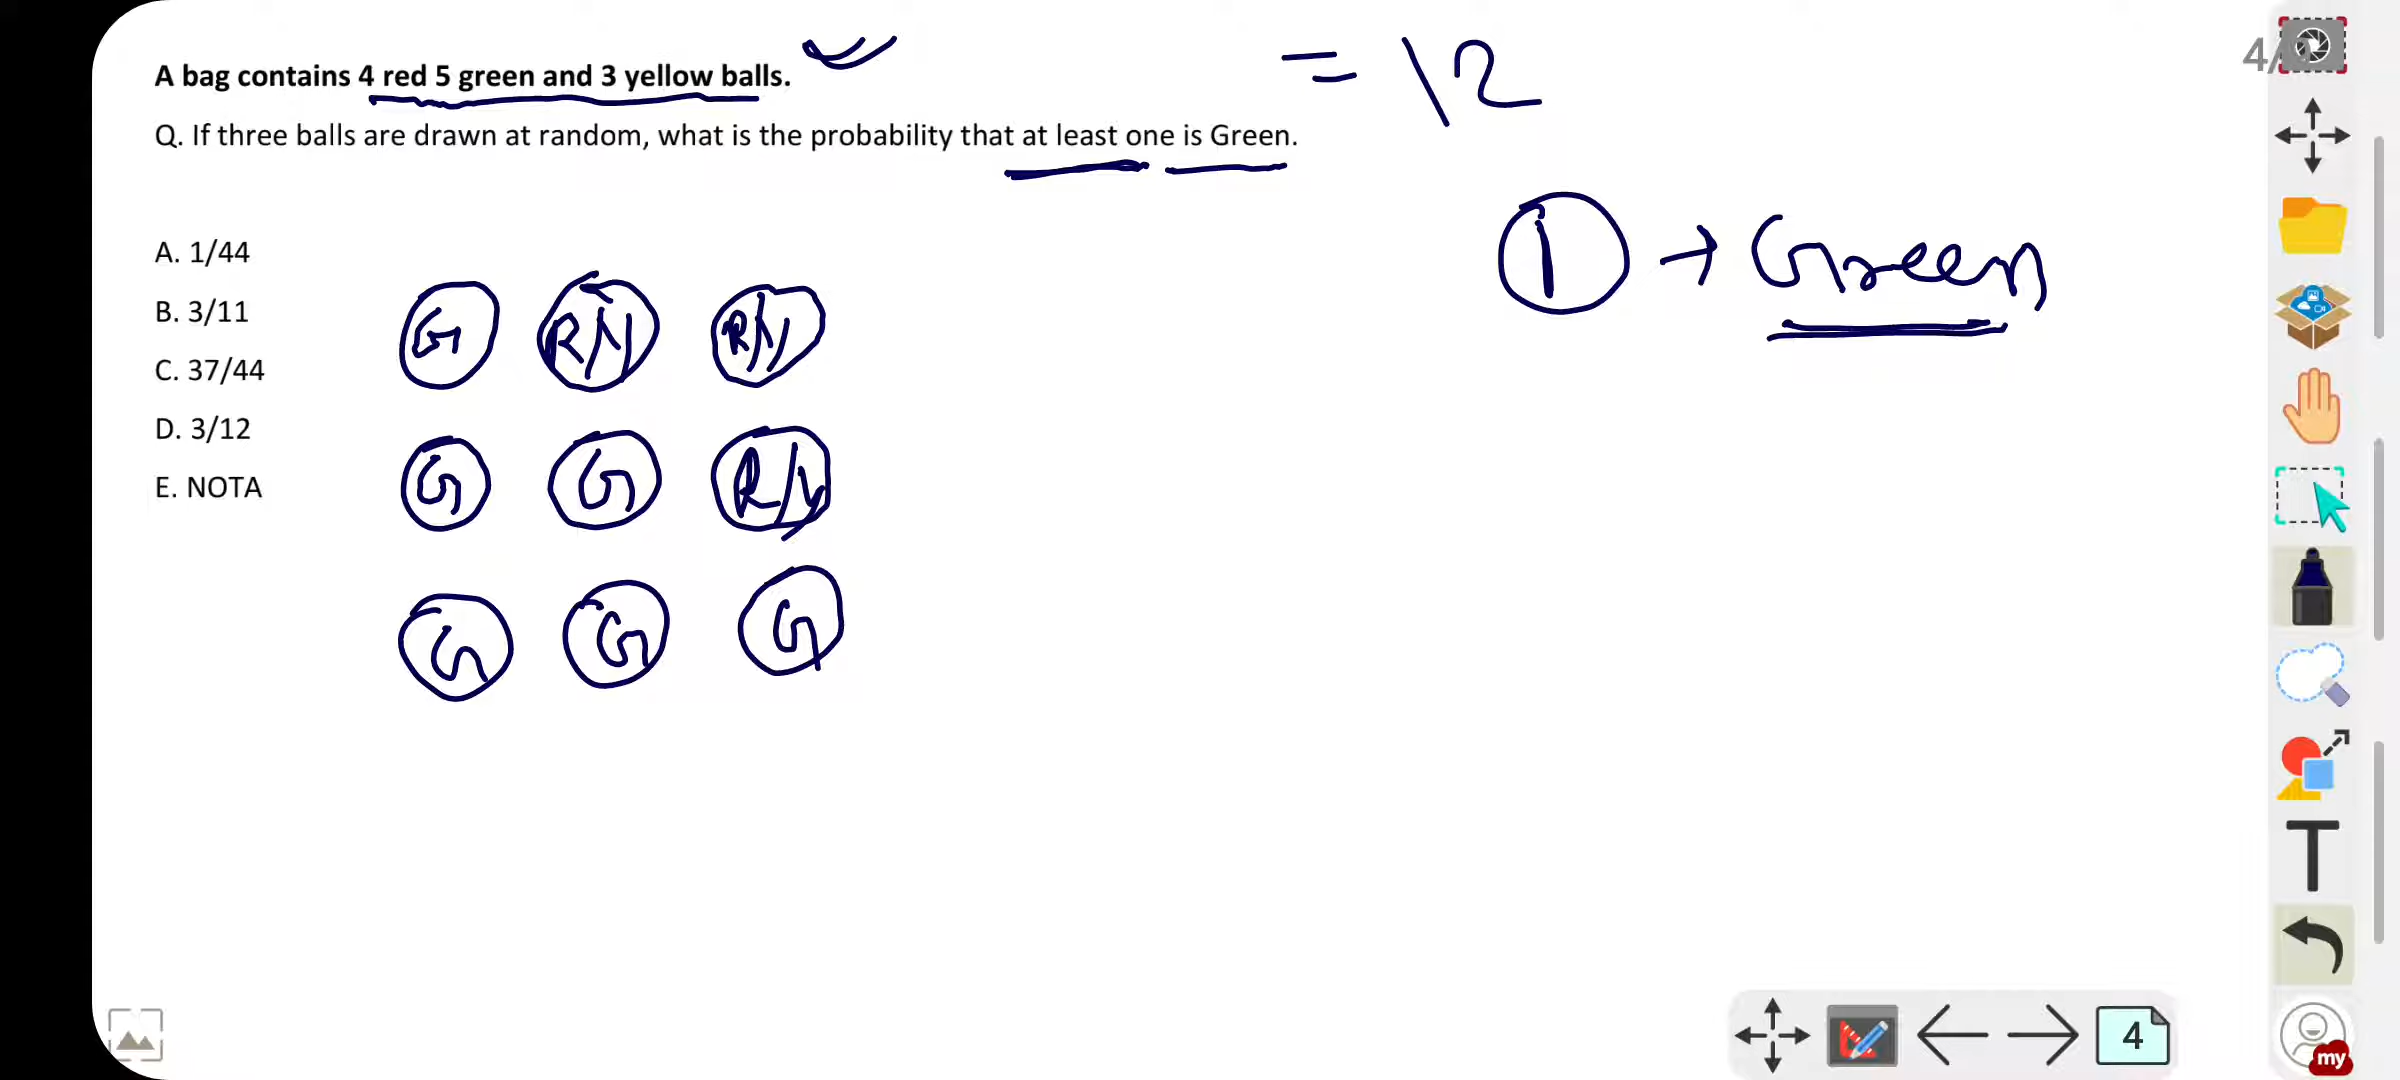 A bag contains 4 red 5 green and 3 yellow balls.
= 12
4/
Q. If three balls are drawn at random, what is the probability that at least one is Green.
1 → Green
A. 1/44
B. 3/11
C. 37/44
D. 3/12
E. NOTA
G R/Y R/Y
G G R/Y
G G G
T
4
my